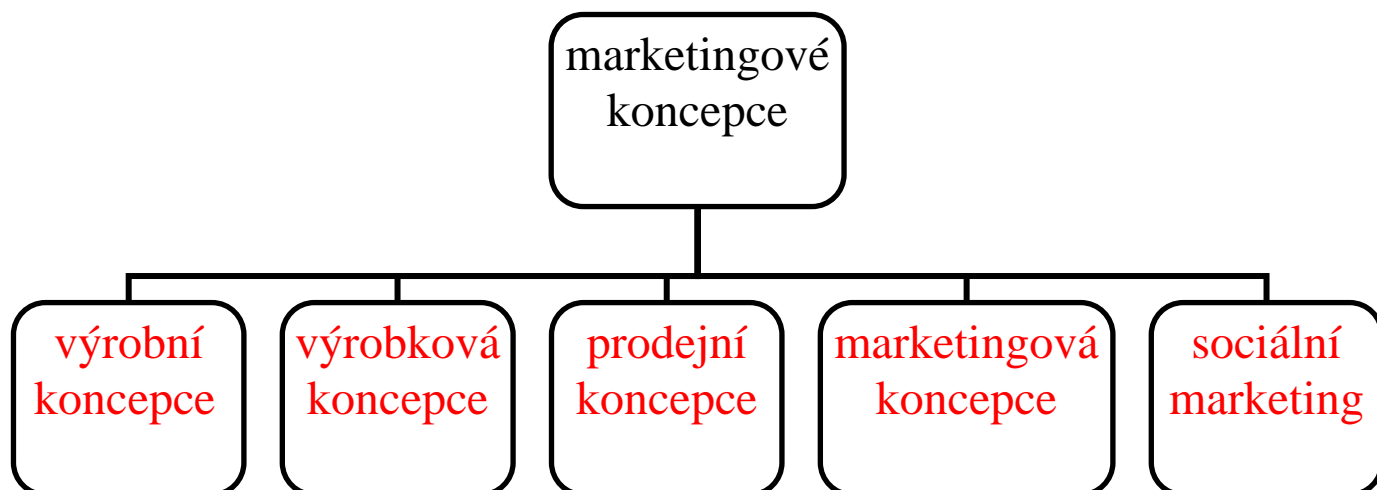 marketingové
koncepce
výrobní
koncepce
výrobková
koncepce
prodejní
koncepce
marketingová
koncepce
sociální
marketing